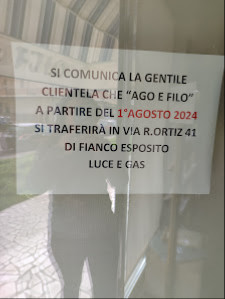 SI COMUNICA LA GENTILE
CLIENTELA CHE "AGO E FILO"
A PARTIRE DEL 1°AGOSTO 2024
SI TRAFERIRÀ IN VIA R.ORTIZ 41
DI FIANCO ESPOSITO
LUCE E GAS